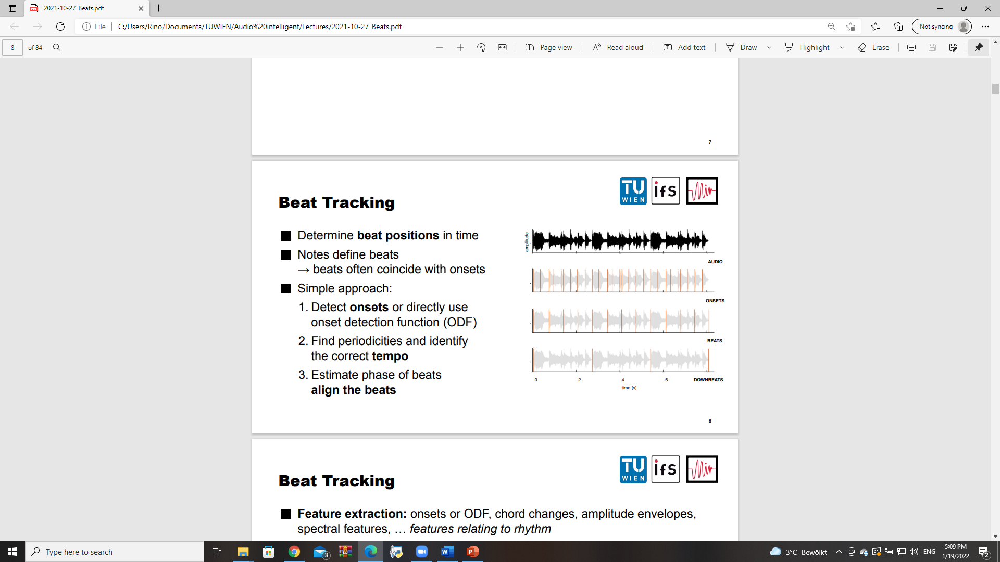 2021-10-27_Beats.pdf
File
C:/Users/Rino/Documents/TUWIEN/Audio%20intelligent/Lectures/2021-10-27_Beats.pdf
Not syncing
8 of 84
Page view
Read aloud
Add text
Draw
Highlight
Erase
7
Beat Tracking
TU WIEN
ifs
Mir
Determine beat positions in time
Notes define beats
→ beats often coincide with onsets
Simple approach:
1. Detect onsets or directly use
onset detection function (ODF)
2. Find periodicities and identify
the correct tempo
3. Estimate phase of beats
align the beats
amplitude
AUDIO
ONSETS
BEATS
0 2 4 6 DOWNBEATS
time (s)
8
Beat Tracking
TU WIEN
ifs
Mir
Feature extraction: onsets or ODF, chord changes, amplitude envelopes,
spectral features, … features relating to rhythm
Type here to search
3
3°C Bewölkt
ENG
5:09 PM
1/19/2022
2